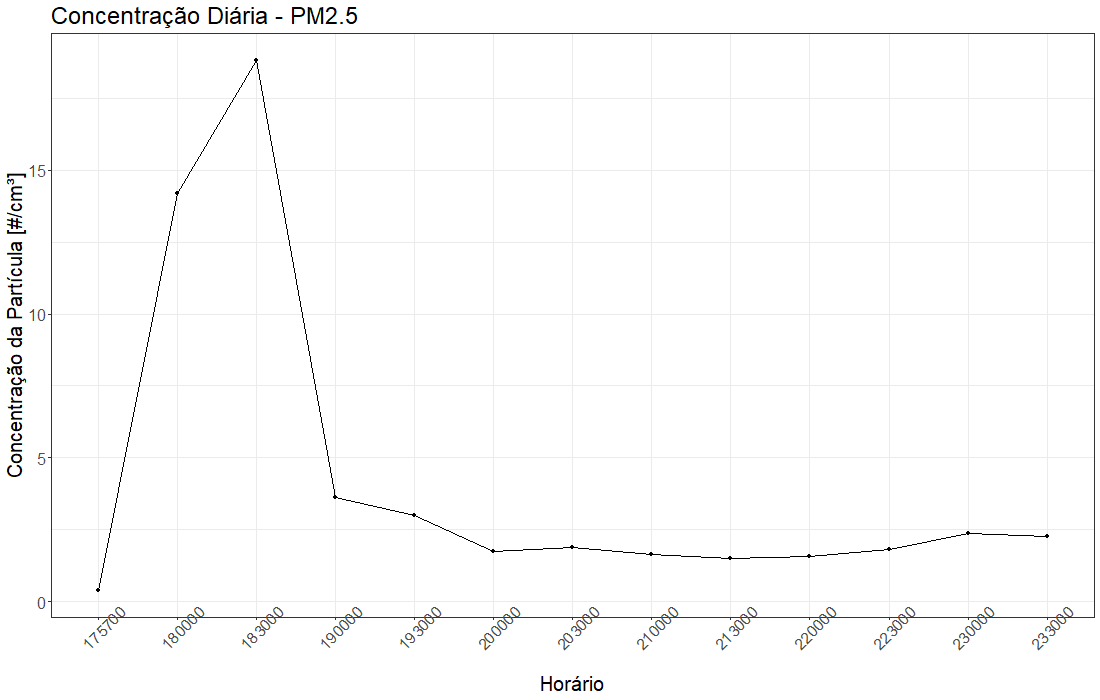 Concentração Diária - PM2.5
Concentração da Partícula [#/cm³]
15
10
5
0
175700 180000 183000 190000 193000 200000 203000 210000 213000 220000 223000 230000 233000
Horário